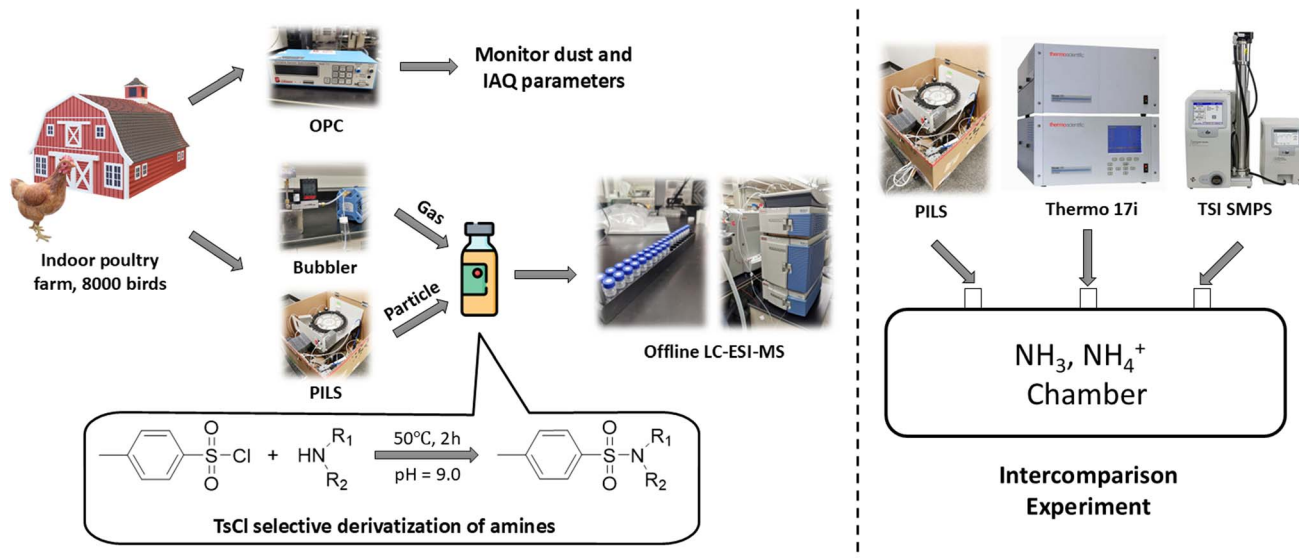 OPC
Monitor dust and
IAQ parameters
Indoor poultry
farm, 8000 birds
Bubbler
Gas
Particle
PILS
Offline LC-ESI-MS
O
S
Cl
O
+
HN
R₁
R₂
50℃, 2h
pH = 9.0
O
S
N
O
R₁
R₂
TsCl selective derivatization of amines
thermoscientific
thermoscientific
PILS
Thermo 17i
TSI SMPS
NH₃, NH₄⁺
Chamber
Intercomparison
Experiment